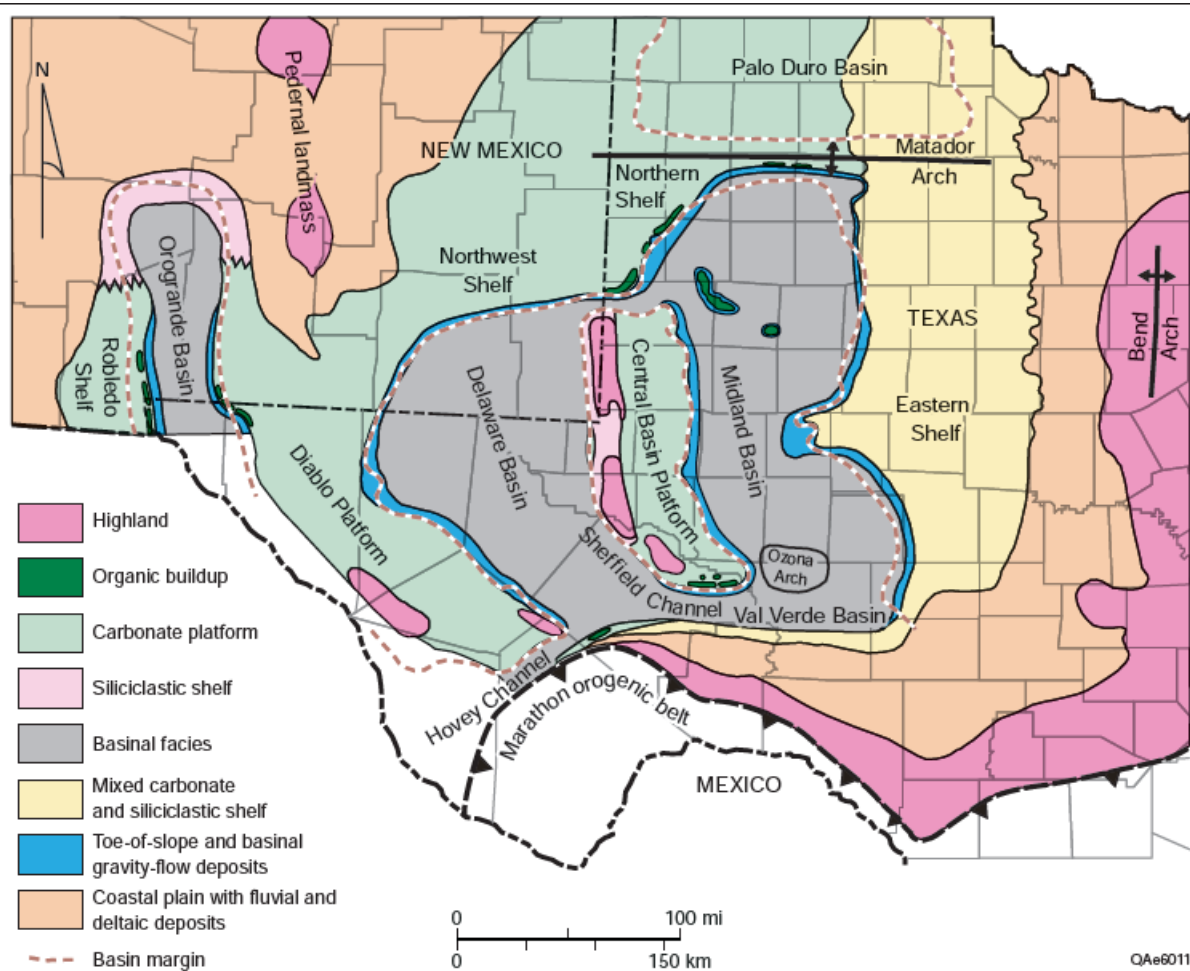 N
Pedernal landmass
Palo Duro Basin
NEW MEXICO
Matador
Arch
Northern
Shelf
Northwest
Shelf
Orogrande Basin
Robledo
Shelf
TEXAS
Bend
Arch
Delaware Basin
Central Basin Platform
Midland Basin
Eastern
Shelf
Diablo Platform
Sheffield Channel
Ozona
Arch
Val Verde Basin
Hovey Channel
Marathon orogenic belt
MEXICO
Highland
Organic buildup
Carbonate platform
Siliciclastic shelf
Basinal facies
Mixed carbonate
and siliciclastic shelf
Toe-of-slope and basinal
gravity-flow deposits
Coastal plain with fluvial and
deltaic deposits
Basin margin
0 100 mi
0 150 km
QAe6011